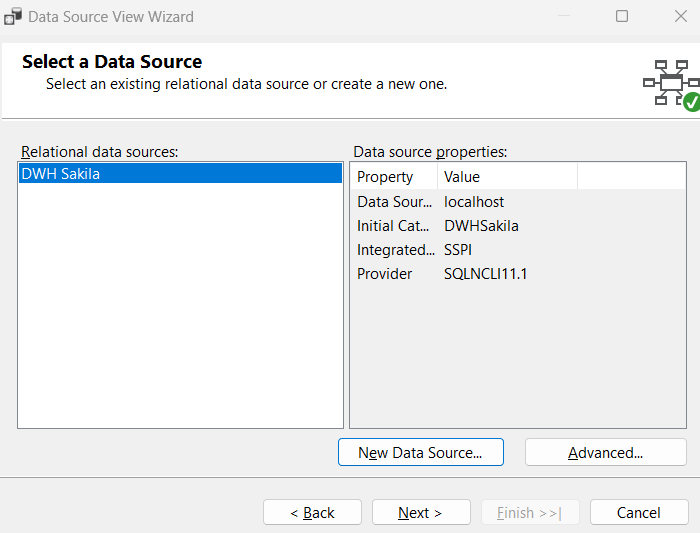 Data Source View Wizard
Select a Data Source
Select an existing relational data source or create a new one.
Relational data sources:
DWH Sakila
Data source properties:
Property Value
Data Sour... localhost
Initial Cat... DWHSakila
Integrated... SSPI
Provider SQLNCLI11.1
New Data Source... Advanced...
< Back Next > Finish >>| Cancel